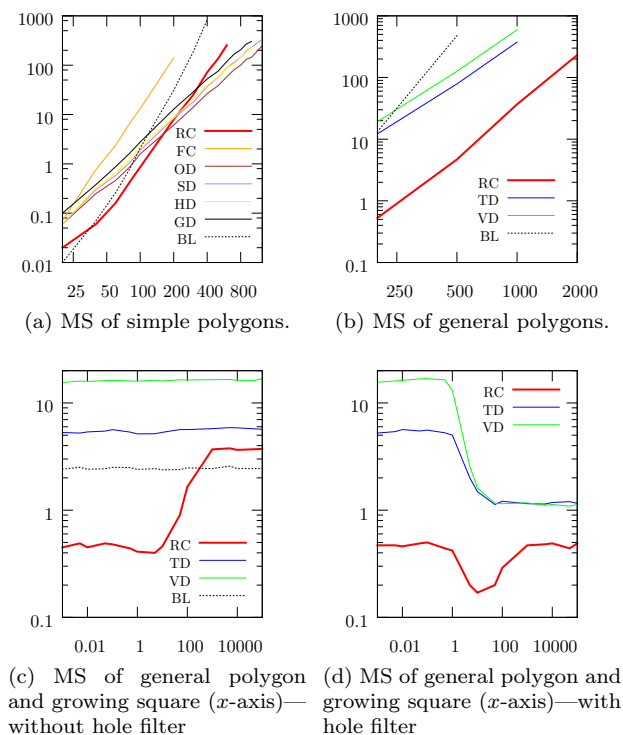 1000
100
10
1
0.1
0.01
RC
FC
OD
SD
HD
GD
BL
25 50 100 200 400 800
(a) MS of simple polygons.
1000
100
10
1
0.1
RC
TD
VD
BL
250 500 1000 2000
(b) MS of general polygons.
10
1
0.1
RC
TD
VD
BL
0.01 1 100 10000
(c) MS of general polygon
and growing square (x-axis)—
without hole filter
10
1
0.1
RC
TD
VD
0.01 1 100 10000
(d) MS of general polygon and
growing square (x-axis)—with
hole filter